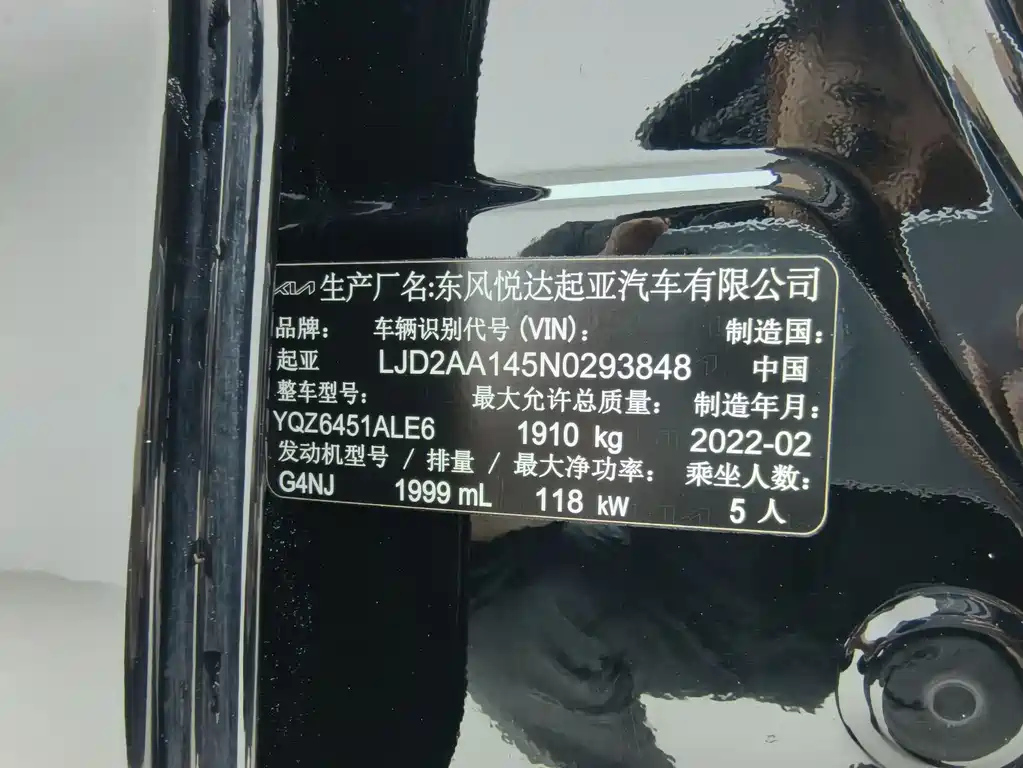 KIA 生产厂名:东风悦达起亚汽车有限公司
品牌: 车辆识别代号(VIN): 制造国:
起亚 LJD2AA145N0293848 中国
整车型号: 最大允许总质量: 制造年月:
YQZ6451ALE6 1910 kg 2022-02
发动机型号 / 排量 / 最大净功率: 乘坐人数:
G4NJ 1999 mL 118 kW 5 人